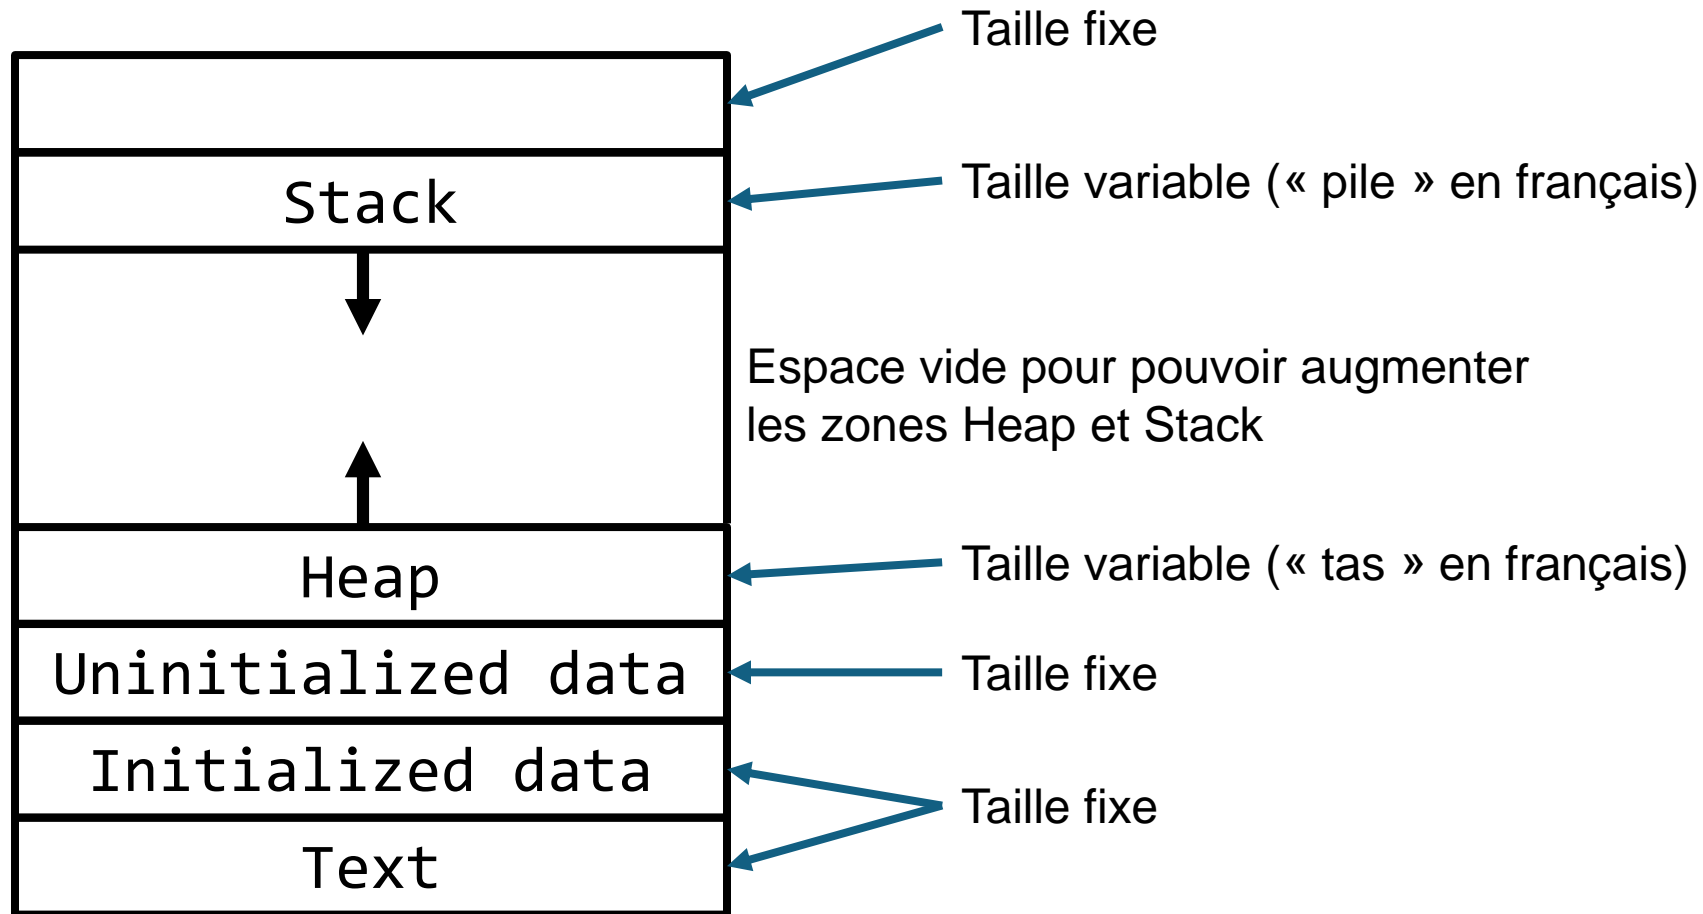 Taille fixe
Stack
Taille variable (« pile » en français)
Espace vide pour pouvoir augmenter
les zones Heap et Stack
Heap
Taille variable (« tas » en français)
Uninitialized data
Taille fixe
Initialized data
Taille fixe
Text